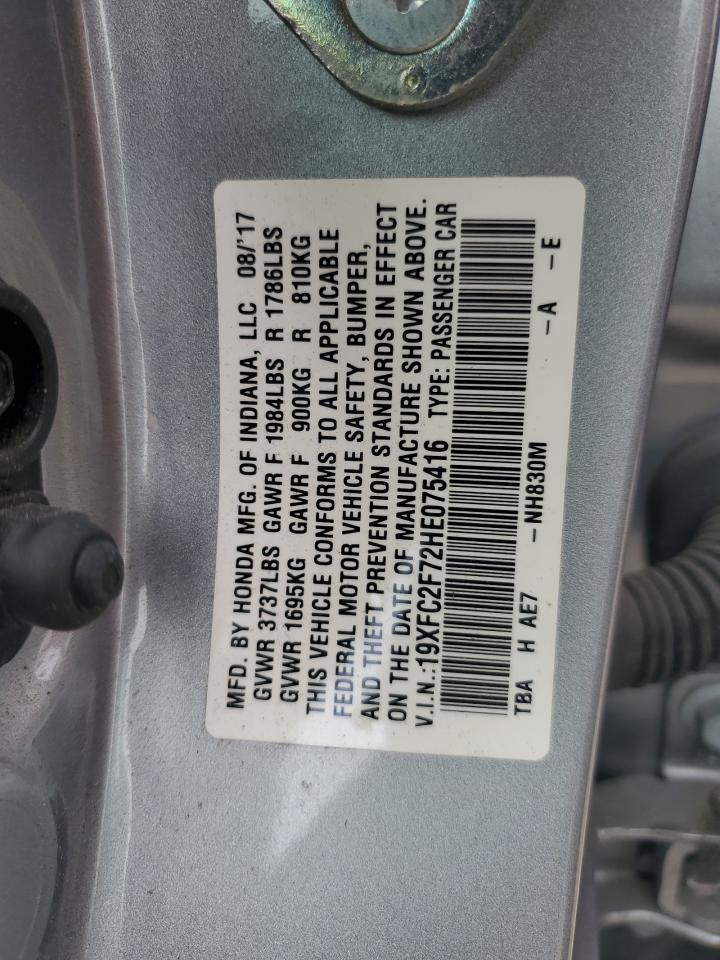 MFD. BY HONDA MFG. OF INDIANA, LLC 08/'17
GVWR 3737LBS GAWR F 1984LBS R 1786LBS
GVWR 1695KG GAWR F 900KG R 810KG
THIS VEHICLE CONFORMS TO ALL APPLICABLE
FEDERAL MOTOR VEHICLE SAFETY, BUMPER,
AND THEFT PREVENTION STANDARDS IN EFFECT
ON THE DATE OF MANUFACTURE SHOWN ABOVE.
V.I.N.:19XFC2F72HE075416 TYPE: PASSENGER CAR
TBA H AE7 -NH830M -A -E